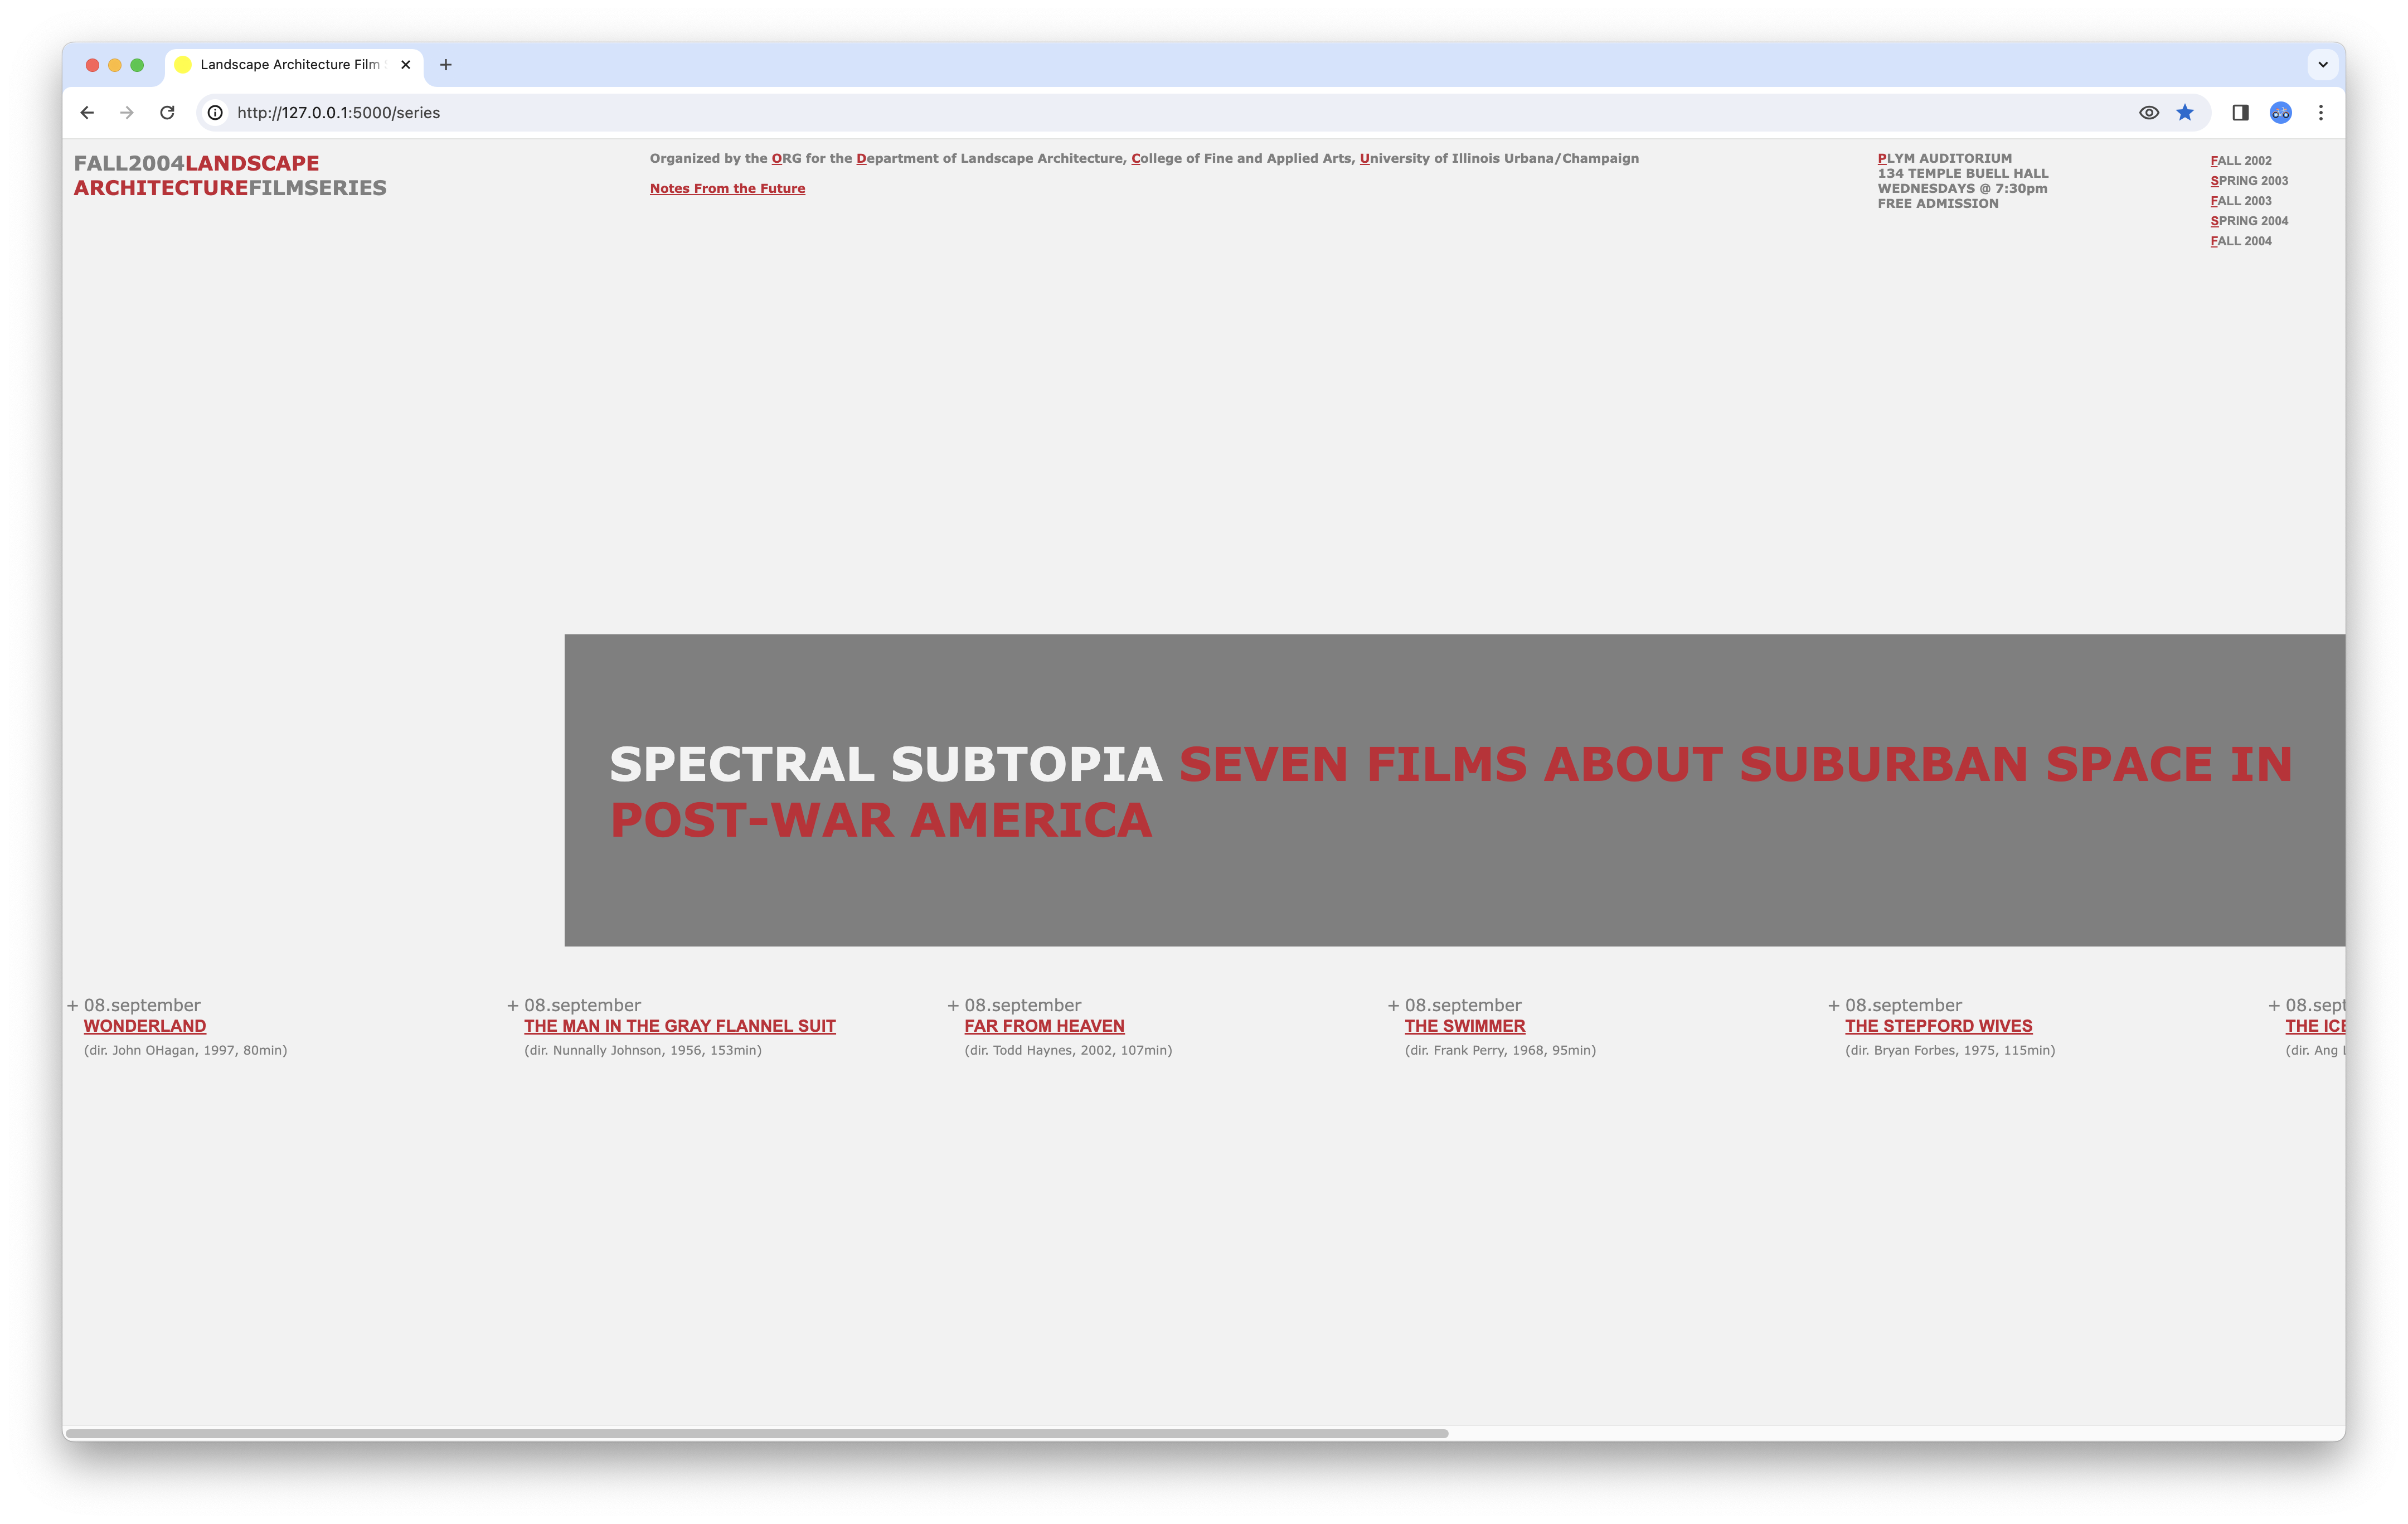 Landscape Architecture Film
http://127.0.0.1:5000/series
FALL2004LANDSCAPE
ARCHITECTUREFILMSERIES
Organized by the ORG for the Department of Landscape Architecture, College of Fine and Applied Arts, University of Illinois Urbana/Champaign
Notes From the Future
PLYM AUDITORIUM
134 TEMPLE BUELL HALL
WEDNESDAYS @ 7:30pm
FREE ADMISSION
FALL 2002
SPRING 2003
FALL 2003
SPRING 2004
FALL 2004
SPECTRAL SUBTOPIA SEVEN FILMS ABOUT SUBURBAN SPACE IN
POST-WAR AMERICA
+ 08.september
WONDERLAND
(dir. John OHagan, 1997, 80min)
+ 08.september
THE MAN IN THE GRAY FLANNEL SUIT
(dir. Nunnally Johnson, 1956, 153min)
+ 08.september
FAR FROM HEAVEN
(dir. Todd Haynes, 2002, 107min)
+ 08.september
THE SWIMMER
(dir. Frank Perry, 1968, 95min)
+ 08.september
THE STEPFORD WIVES
(dir. Bryan Forbes, 1975, 115min)
+ 08.sept
THE ICE
(dir. Ang